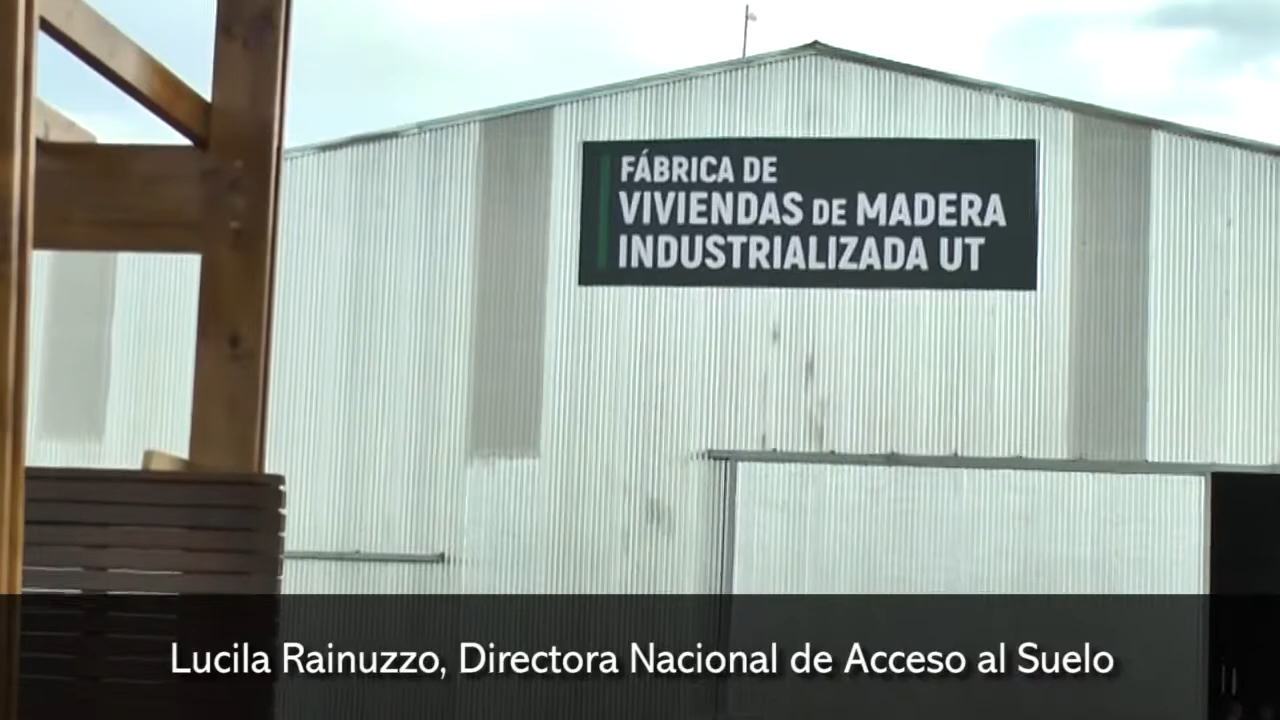 FÁBRICA DE
VIVIENDAS DE MADERA
INDUSTRIALIZADA UT
Lucila Rainuzzo, Directora Nacional de Acceso al Suelo